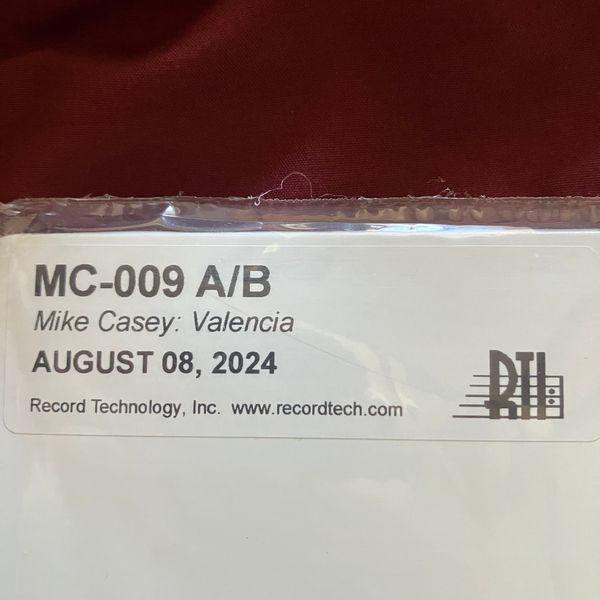 MC-009 A/B
Mike Casey: Valencia
AUGUST 08, 2024
Record Technology, Inc. www.recordtech.com
RTI